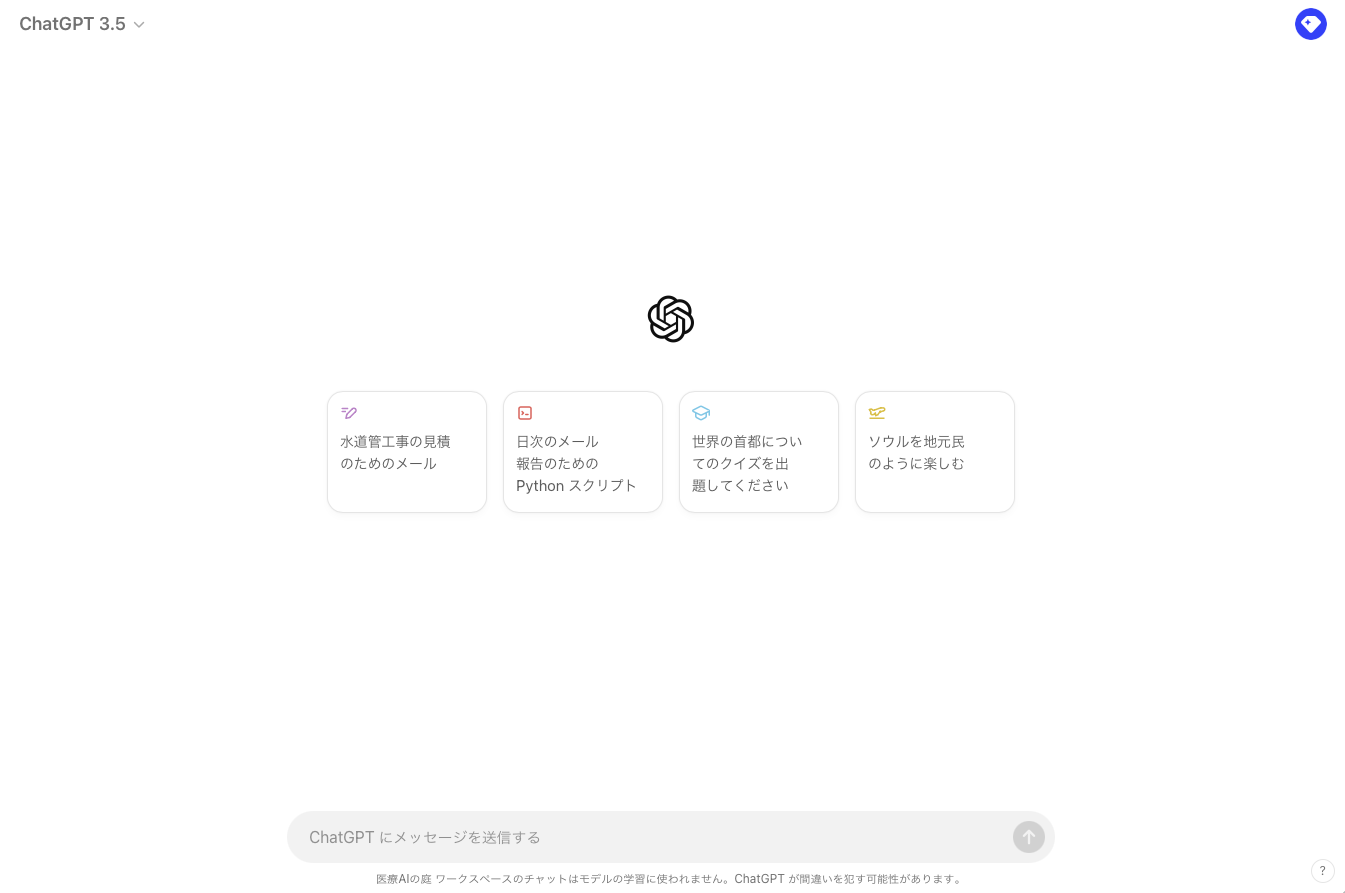 ChatGPT 3.5
水道管工事の見積
のためのメール
日次のメール
報告のための
Python スクリプト
世界の首都につい
てのクイズを出
題してください
ソウルを地元民
のように楽しむ
ChatGPT にメッセージを送信する
医療AIの庭 ワークスペースのチャットはモデルの学習に使われません。ChatGPT が間違いを犯す可能性があります。
?